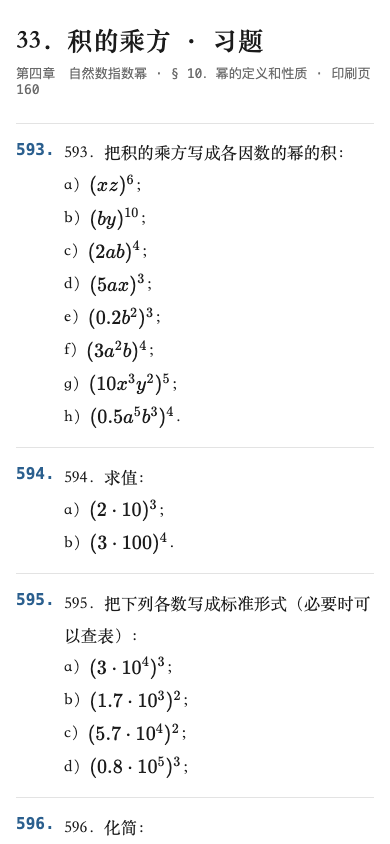 33. 积的乘方 · 习题
第四章 自然数指数幂 · § 10. 幂的定义和性质 · 印刷页
160
593. 593. 把积的乘方写成各因数的幂的积:
a) (xz)^6;
b) (by)^10;
c) (2ab)^4;
d) (5ax)^3;
e) (0.2b^2)^3;
f) (3a^2b)^4;
g) (10x^3y^2)^5;
h) (0.5a^5b^3)^4.
594. 594. 求值:
a) (2 · 10)^3;
b) (3 · 100)^4.
595. 595. 把下列各数写成标准形式（必要时可
以查表）:
a) (3 · 10^4)^3;
b) (1.7 · 10^3)^2;
c) (5.7 · 10^4)^2;
d) (0.8 · 10^5)^3;
596. 596. 化简: